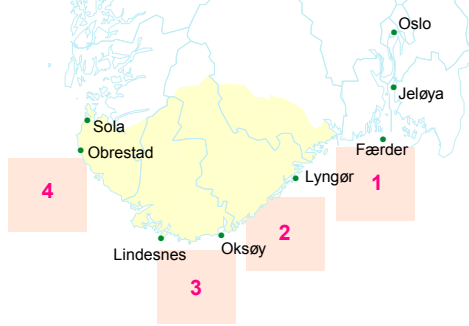 Oslo
Jeløya
Sola
Færder
Obrestad
Lyngør
1
4
2
Oksøy
Lindesnes
3